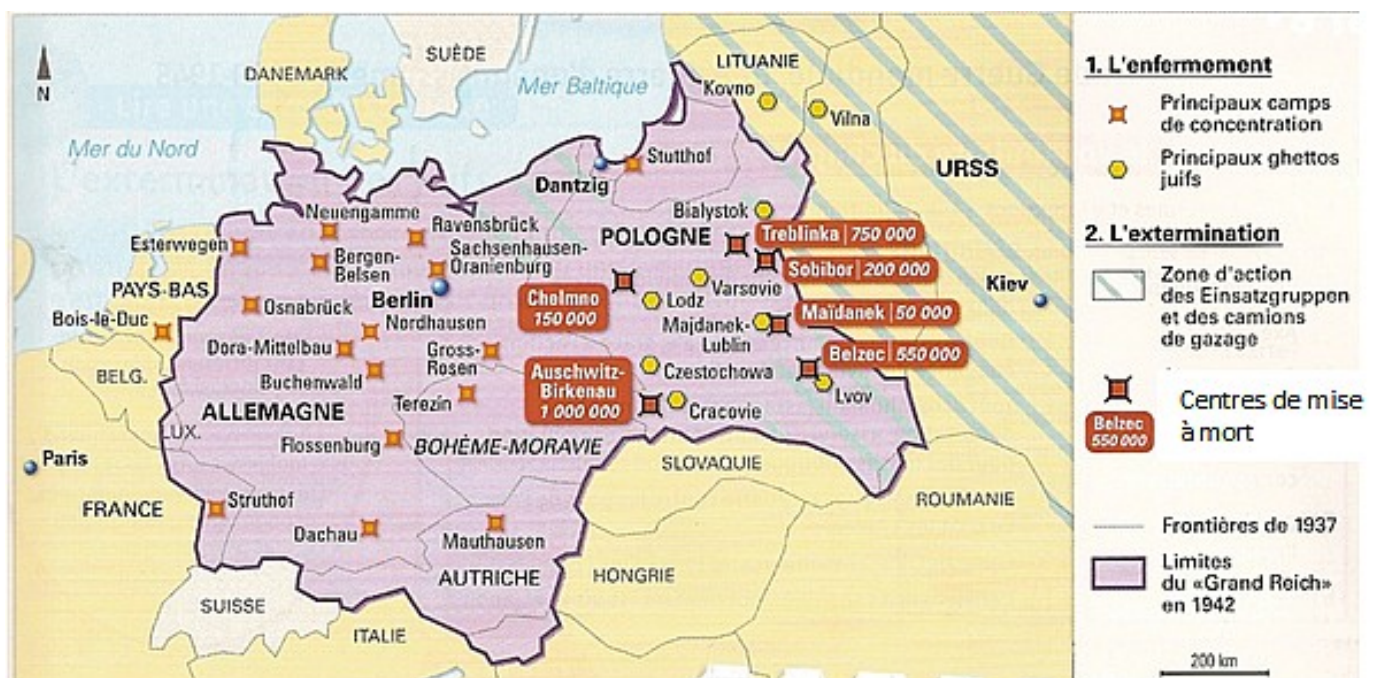 SUÈDE
DANEMARK
N
Mer Baltique
LITUANIE
Kovno
Vilna
Mer du Nord
Stutthof
URSS
Dantzig
Neuengamme
Ravensbrück
Bialystok
Esterwegen
Sachsenhausen-
Oranienburg
POLOGNE
Treblinka | 750 000
Bergen-
Belsen
Sobibor | 200 000
PAYS-BAS
Berlin
Varsovie
Kiev
Osnabrück
Chelmno
150 000
Lodz
Bois-le-Duc
Nordhausen
Maïdanek | 50 000
Majdanek-
Lublin
Dora-Mittelbau
Gross-
Rosen
Belzec | 550 000
BELG.
Buchenwald
Auschwitz-
Birkenau
1 000 000
Czestochowa
Terezín
Lvov
ALLEMAGNE
Cracovie
LUX.
Flossenburg
BOHÊME-MORAVIE
Paris
SLOVAQUIE
FRANCE
Struthof
ROUMANIE
Dachau
Mauthausen
AUTRICHE
HONGRIE
SUISSE
ITALIE
1. L'enfermement
Principaux camps
de concentration
Principaux ghettos
juifs
2. L'extermination
Zone d'action
des Einsatzgruppen
et des camions
de gazage
Belzec
550 000
Centres de mise
à mort
Frontières de 1937
Limites
du «Grand Reich»
en 1942
200 km